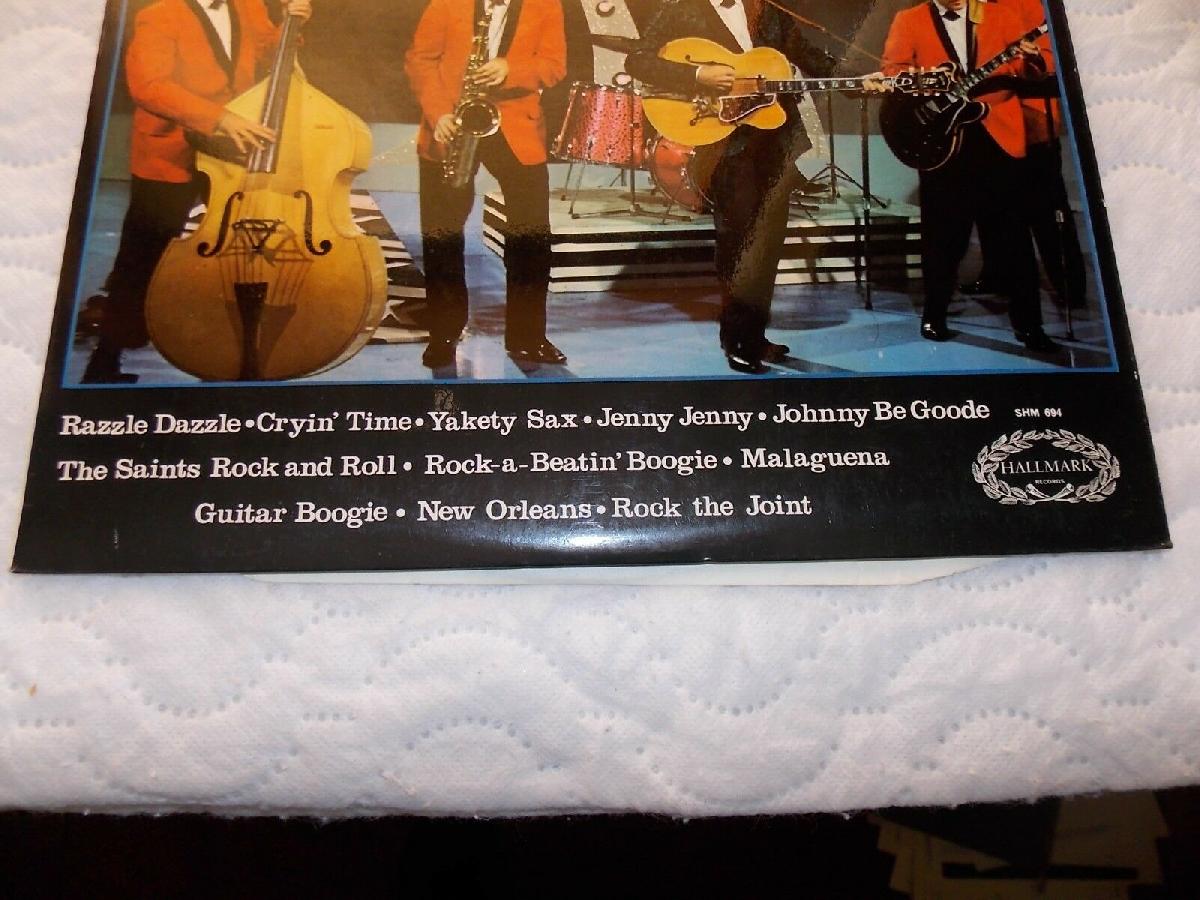 Razzle Dazzle • Cryin' Time • Yakety Sax • Jenny Jenny • Johnny Be Goode
SHM 694
The Saints Rock and Roll • Rock-a-Beatin' Boogie • Malaguena
HALLMARK
RECORDS
Guitar Boogie • New Orleans • Rock the Joint